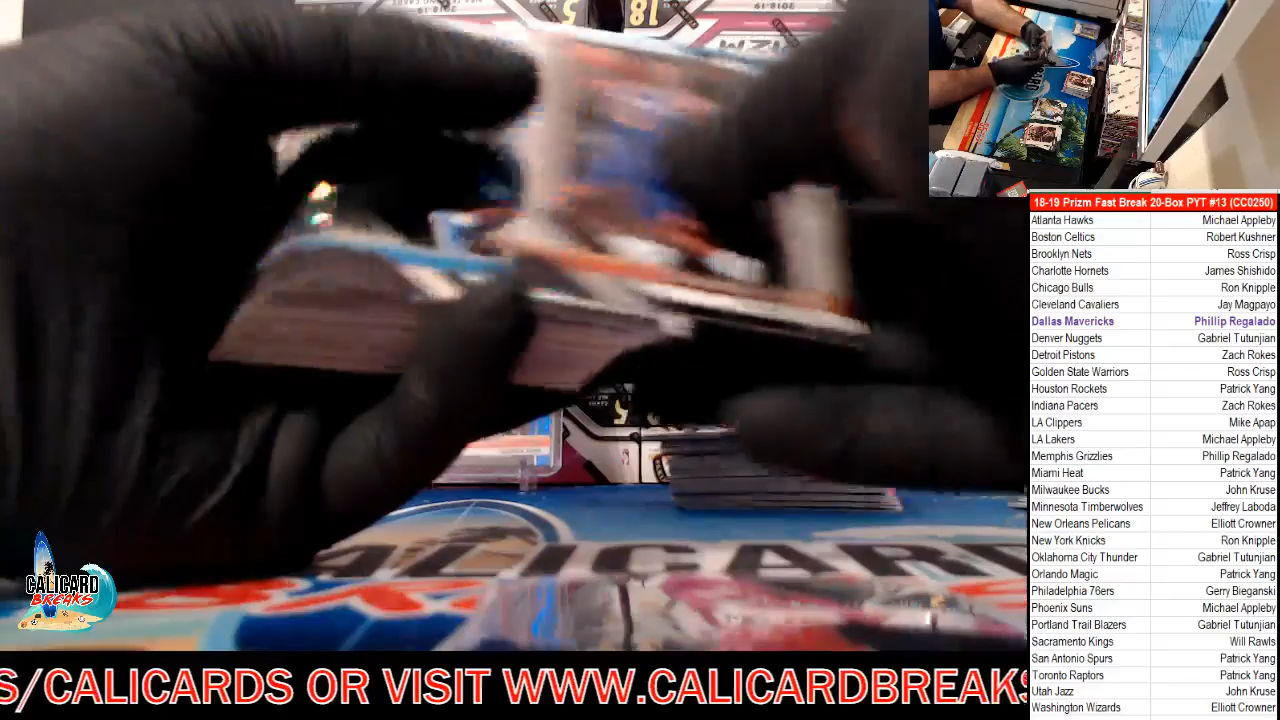 18
5
2018-19
18-19 Prizm Fast Break 20-Box PYT #13 (CC0250)
Atlanta Hawks Michael Appleby
Boston Celtics Robert Kushner
Brooklyn Nets Ross Crisp
Charlotte Hornets James Shishido
Chicago Bulls Ron Knipple
Cleveland Cavaliers Jay Magpayo
Dallas Mavericks Phillip Regalado
Denver Nuggets Gabriel Tutunjian
Detroit Pistons Zach Rokes
Golden State Warriors Ross Crisp
Houston Rockets Patrick Yang
Indiana Pacers Zach Rokes
LA Clippers Mike Apap
LA Lakers Michael Appleby
Memphis Grizzlies Phillip Regalado
Miami Heat Patrick Yang
Milwaukee Bucks John Kruse
Minnesota Timberwolves Jeffrey Laboda
New Orleans Pelicans Elliott Crowner
New York Knicks Ron Knipple
Oklahoma City Thunder Gabriel Tutunjian
Orlando Magic Patrick Yang
Philadelphia 76ers Gerry Bieganski
Phoenix Suns Michael Appleby
Portland Trail Blazers Gabriel Tutunjian
Sacramento Kings Will Rawls
San Antonio Spurs Patrick Yang
Toronto Raptors Patrick Yang
Utah Jazz John Kruse
Washington Wizards Elliott Crowner
ALICARD
CALICARD
BREAKS
S/CALICARDS OR VISIT WWW.CALICARDBREAKS